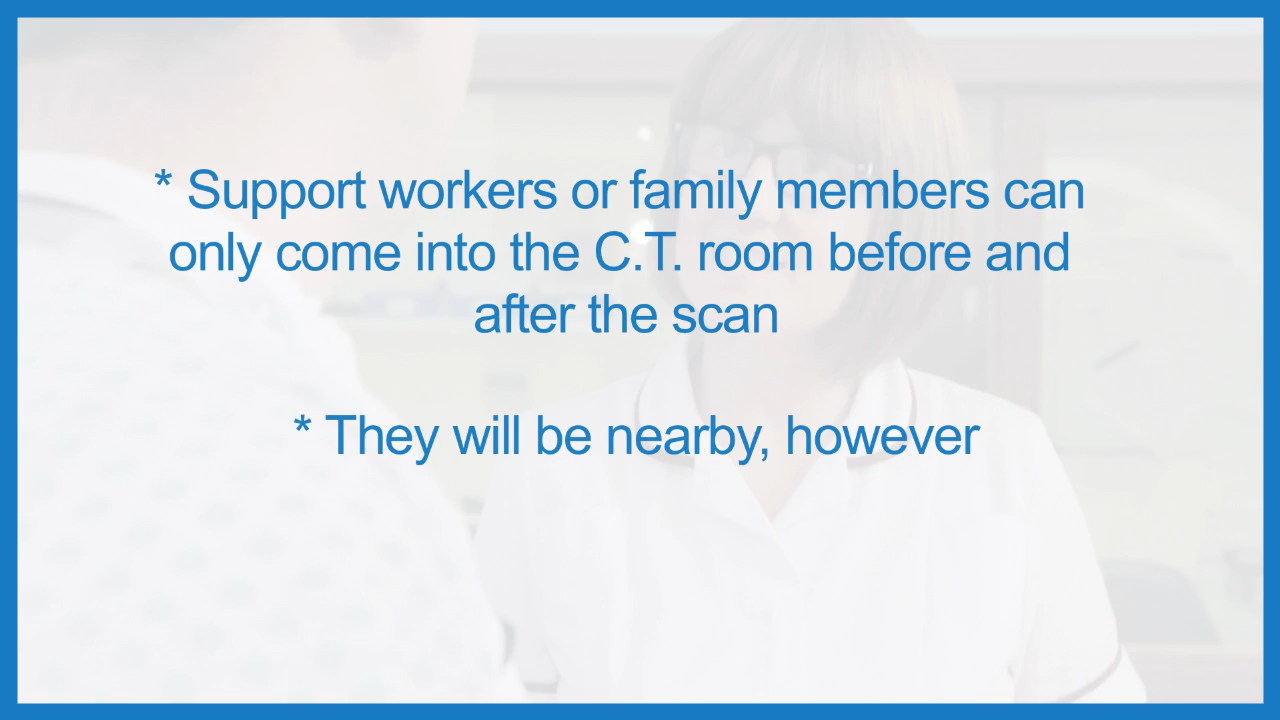 * Support workers or family members can
only come into the C.T. room before and
after the scan
* They will be nearby, however